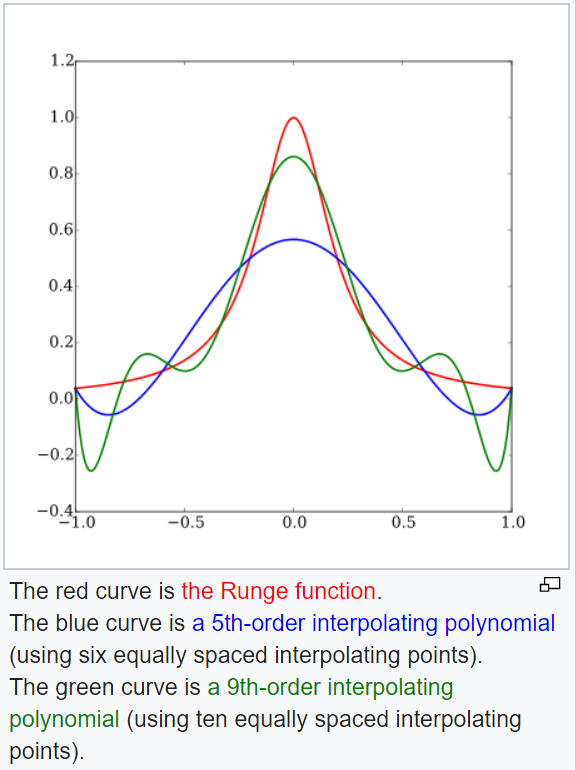 1.2
1.0
0.8
0.6
0.4
0.2
0.0
−0.2
−0.4
−1.0 −0.5 0.0 0.5 1.0
The red curve is the Runge function.
The blue curve is a 5th-order interpolating polynomial
(using six equally spaced interpolating points).
The green curve is a 9th-order interpolating
polynomial (using ten equally spaced interpolating
points).